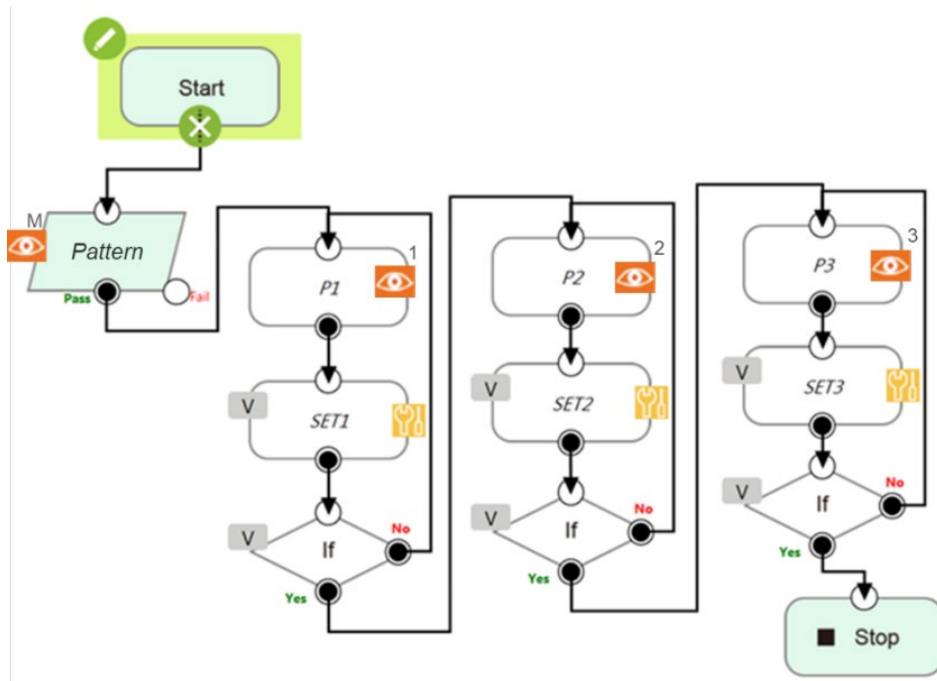 Start
M
Pattern
Pass
Fail
1
P1
V
SET1
V
If
No
Yes
2
P2
V
SET2
V
If
No
Yes
3
P3
V
SET3
V
If
No
Yes
Stop